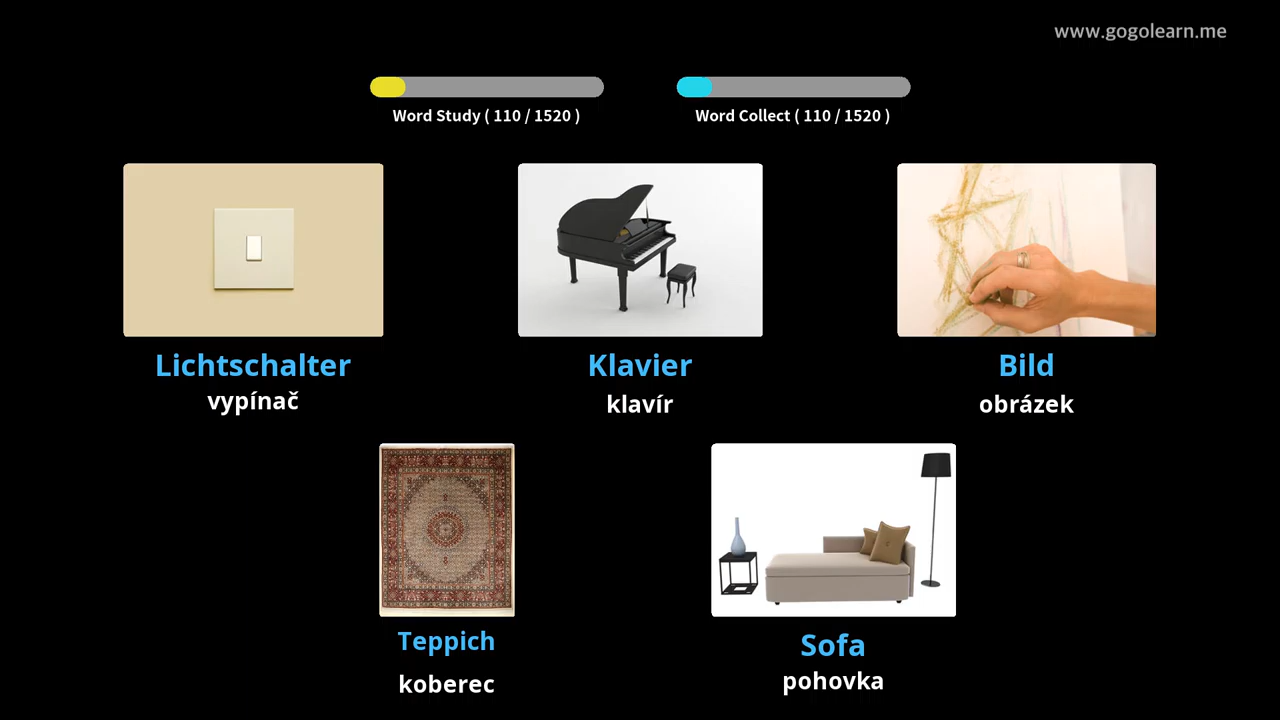 www.gogolearn.me
Word Study ( 110 / 1520 )
Word Collect ( 110 / 1520 )
Lichtschalter
vypínač
Klavier
klavír
Bild
obrázek
Teppich
koberec
Sofa
pohovka